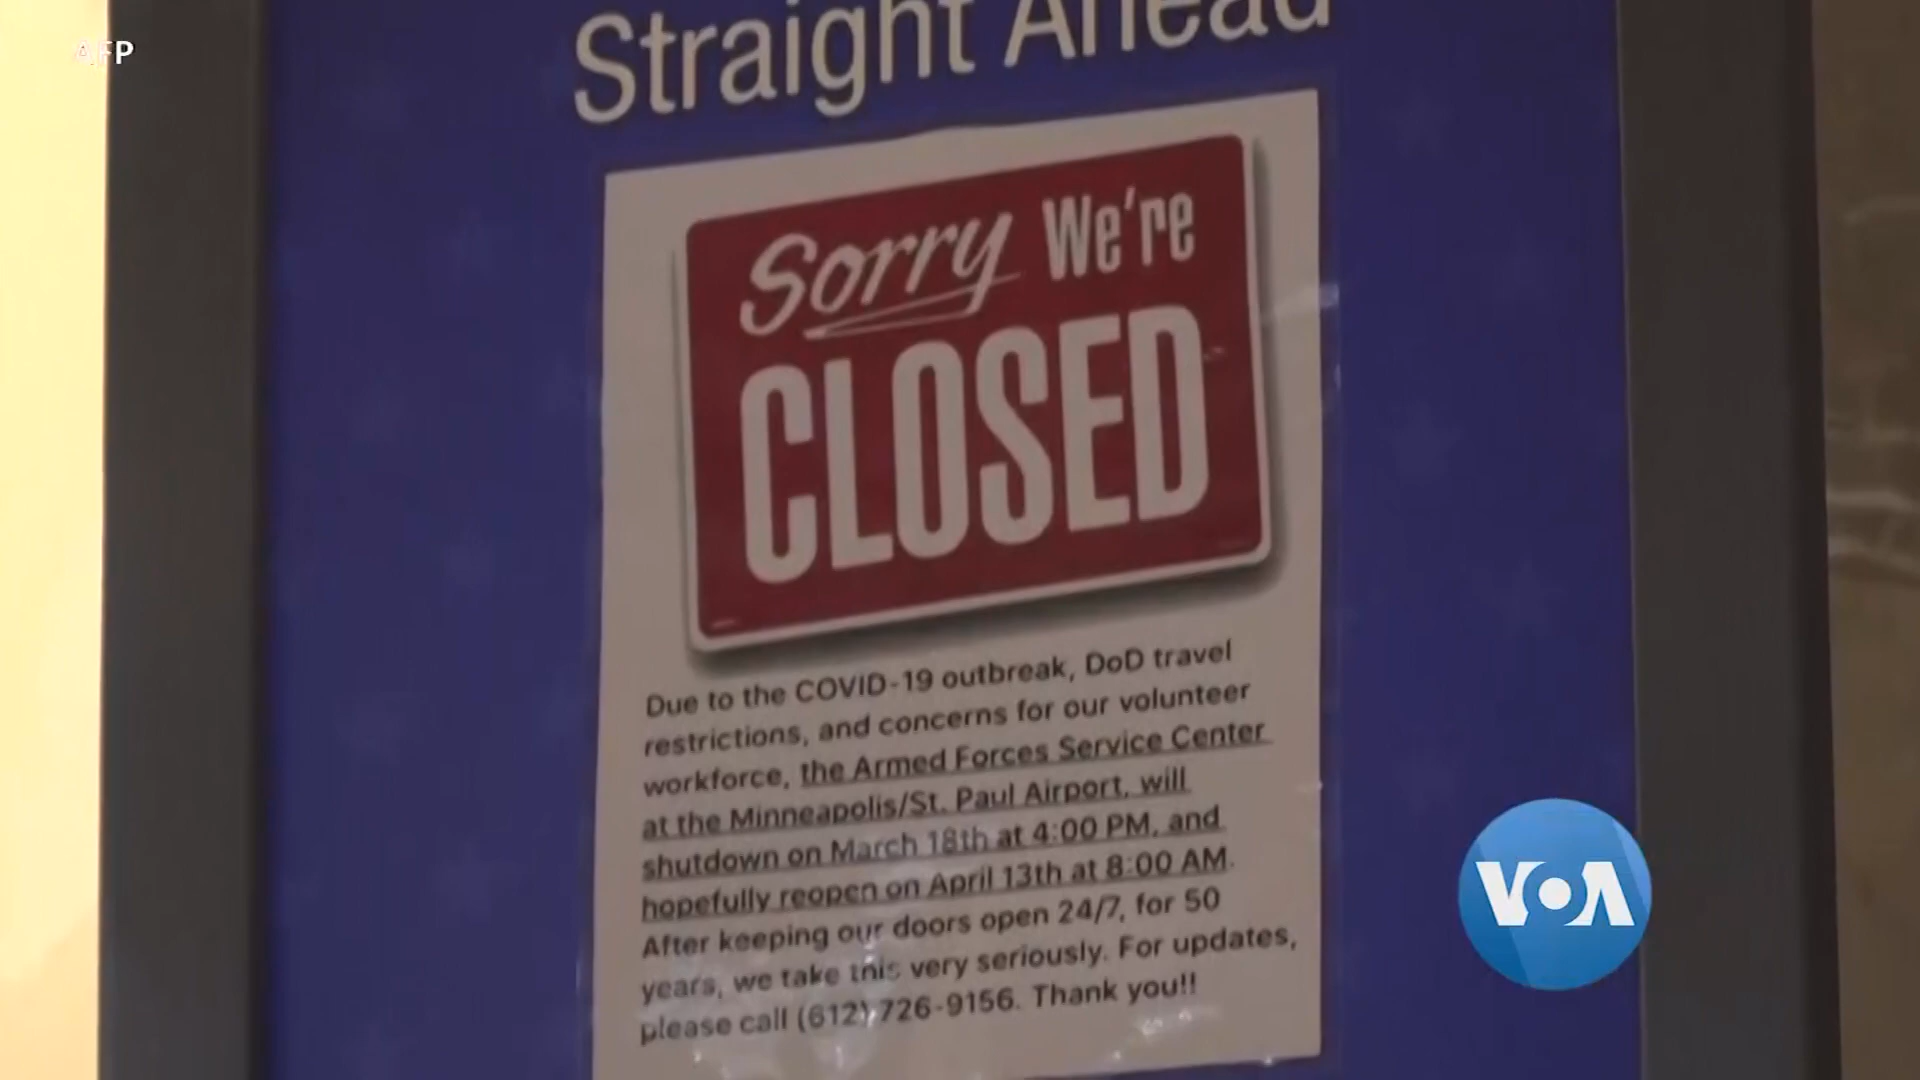 AFP
Straight Ahead
Sorry We're
CLOSED
Due to the COVID-19 outbreak, DoD travel
restrictions, and concerns for our volunteer
workforce, the Armed Forces Service Center
at the Minneapolis/St. Paul Airport, will
shutdown on March 18th at 4:00 PM, and
hopefully reopen on April 13th at 8:00 AM.
After keeping our doors open 24/7, for 50
years, we take this very seriously. For updates,
please call (612) 726-9156. Thank you!!
VOA